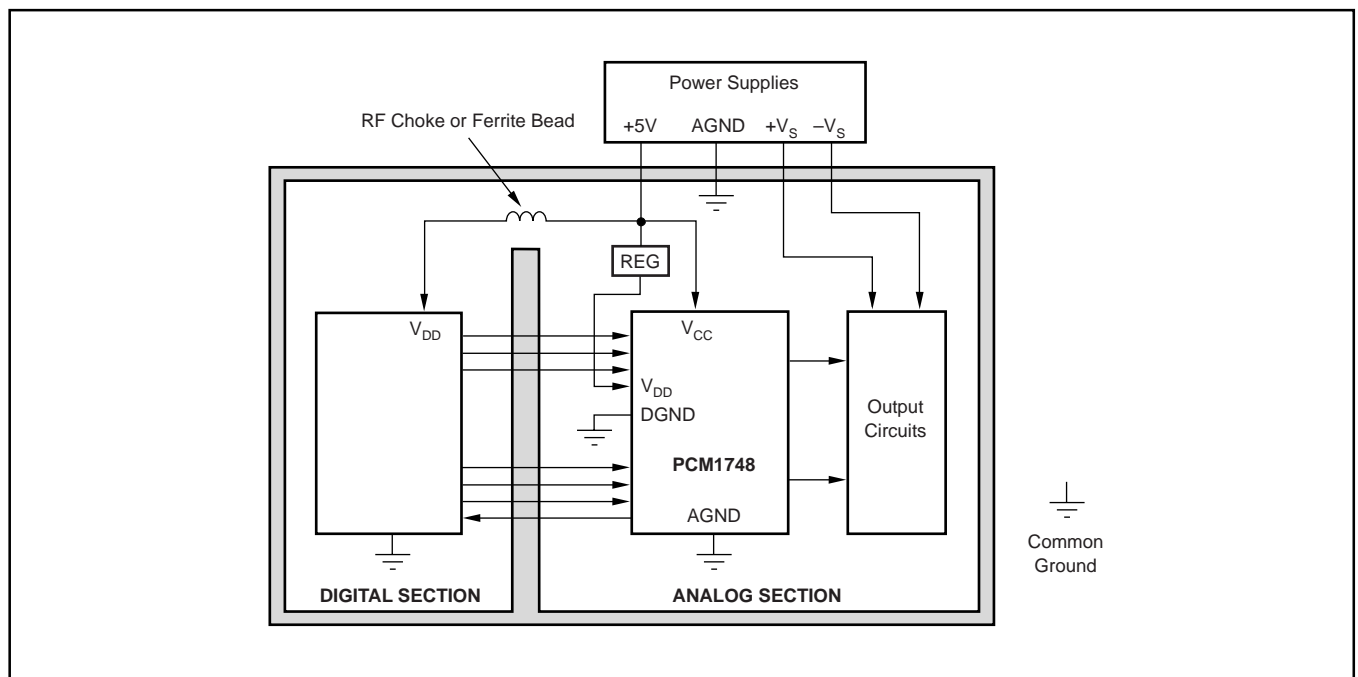 Power Supplies
+5V AGND +VS –VS
RF Choke or Ferrite Bead
REG
VDD
VCC
VDD
DGND
Output
Circuits
PCM1748
AGND
Common
Ground
DIGITAL SECTION
ANALOG SECTION